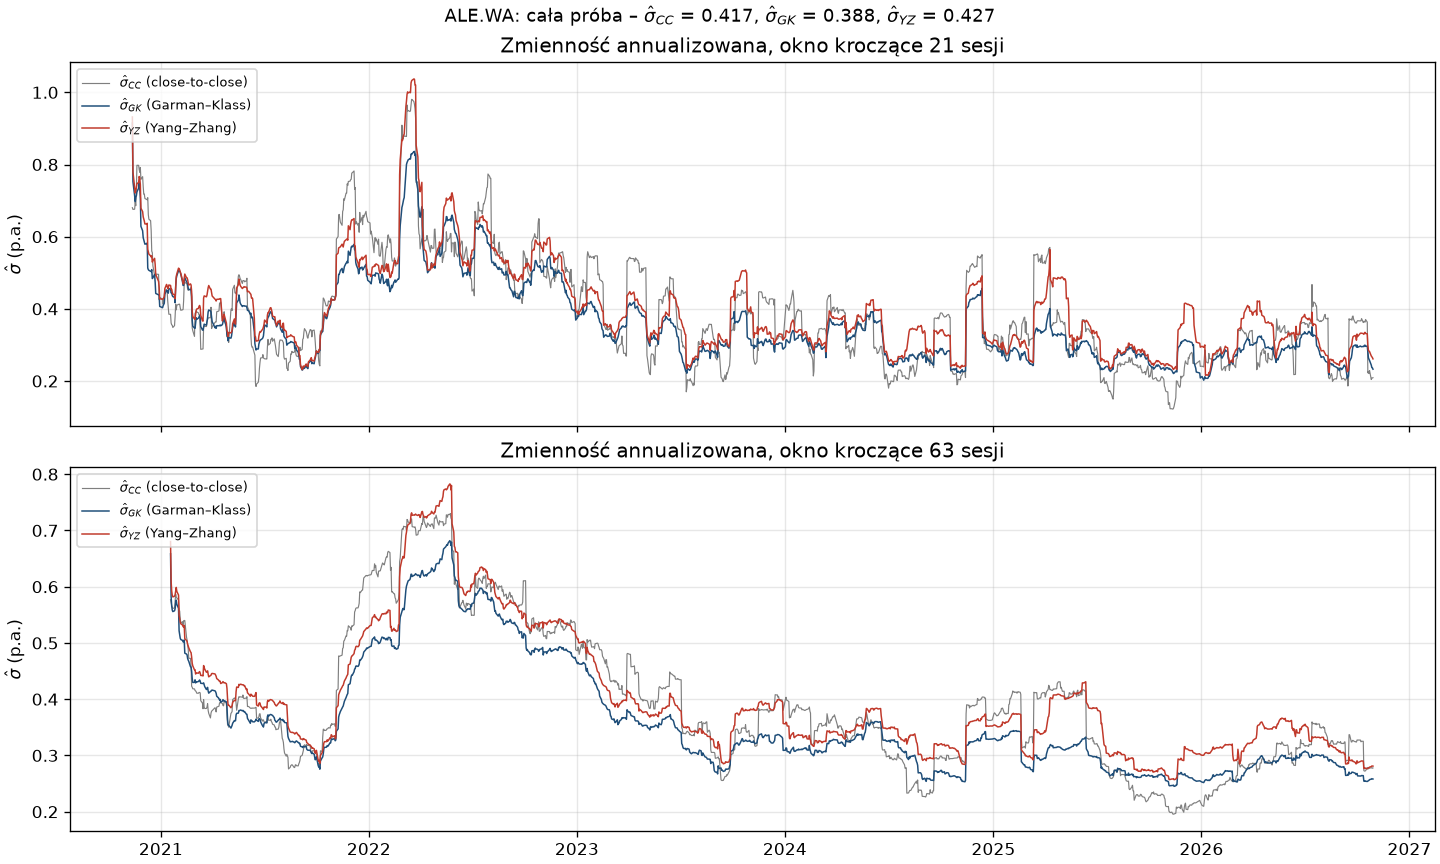 ALE.WA: cała próba – σ̂CC = 0.417, σ̂GK = 0.388, σ̂YZ = 0.427
Zmienność annualizowana, okno kroczące 21 sesji
σ̂CC (close-to-close)
σ̂GK (Garman–Klass)
σ̂YZ (Yang–Zhang)
1.0
0.8
0.6
0.4
0.2
σ̂ (p.a.)
Zmienność annualizowana, okno kroczące 63 sesji
σ̂CC (close-to-close)
σ̂GK (Garman–Klass)
σ̂YZ (Yang–Zhang)
0.8
0.7
0.6
0.5
0.4
0.3
0.2
σ̂ (p.a.)
2021 2022 2023 2024 2025 2026 2027